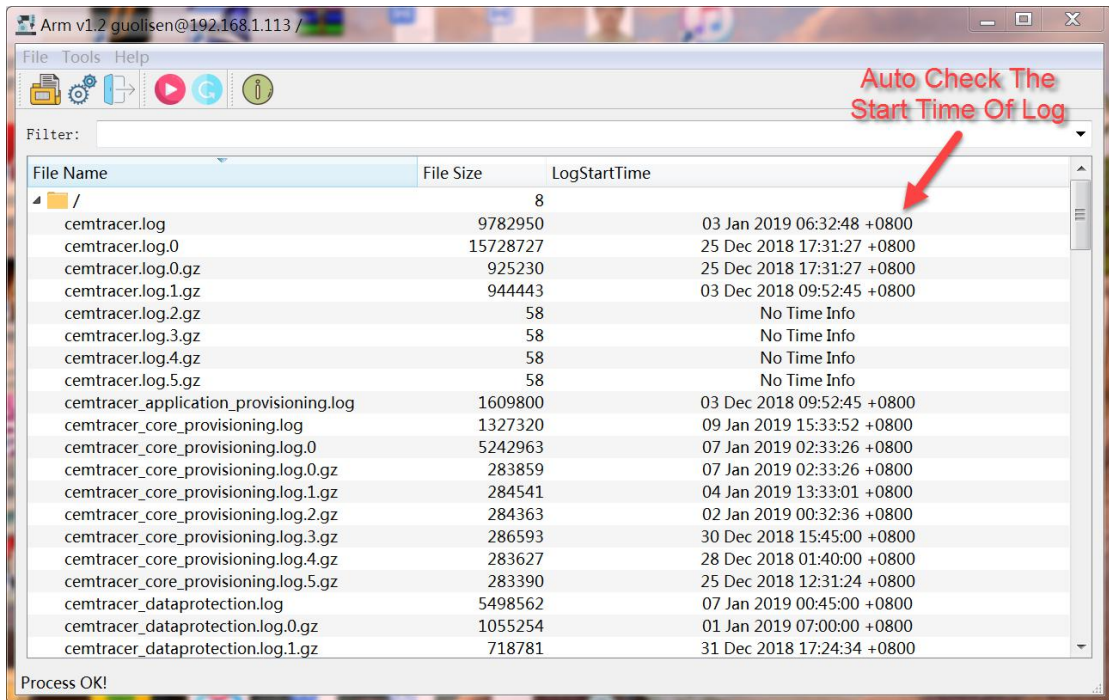 Arm v1.2 guolisen@192.168.1.113 /
File Tools Help
Auto Check The
Start Time Of Log
Filter:
File Name File Size LogStartTime
/ 8
cemtracer.log 9782950 03 Jan 2019 06:32:48 +0800
cemtracer.log.0 15728727 25 Dec 2018 17:31:27 +0800
cemtracer.log.0.gz 925230 25 Dec 2018 17:31:27 +0800
cemtracer.log.1.gz 944443 03 Dec 2018 09:52:45 +0800
cemtracer.log.2.gz 58 No Time Info
cemtracer.log.3.gz 58 No Time Info
cemtracer.log.4.gz 58 No Time Info
cemtracer.log.5.gz 58 No Time Info
cemtracer_application_provisioning.log 1609800 03 Dec 2018 09:52:45 +0800
cemtracer_core_provisioning.log 1327320 09 Jan 2019 15:33:52 +0800
cemtracer_core_provisioning.log.0 5242963 07 Jan 2019 02:33:26 +0800
cemtracer_core_provisioning.log.0.gz 283859 07 Jan 2019 02:33:26 +0800
cemtracer_core_provisioning.log.1.gz 284541 04 Jan 2019 13:33:01 +0800
cemtracer_core_provisioning.log.2.gz 284363 02 Jan 2019 00:32:36 +0800
cemtracer_core_provisioning.log.3.gz 286593 30 Dec 2018 15:45:00 +0800
cemtracer_core_provisioning.log.4.gz 283627 28 Dec 2018 01:40:00 +0800
cemtracer_core_provisioning.log.5.gz 283390 25 Dec 2018 12:31:24 +0800
cemtracer_dataprotection.log 5498562 07 Jan 2019 00:45:00 +0800
cemtracer_dataprotection.log.0.gz 1055254 01 Jan 2019 07:00:00 +0800
cemtracer_dataprotection.log.1.gz 718781 31 Dec 2018 17:24:34 +0800
Process OK!